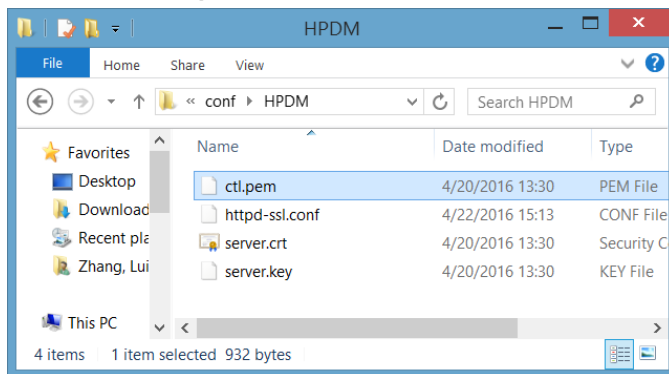 HPDM
File Home Share View
« conf HPDM Search HPDM
Favorites
Desktop
Download
Recent pla
Zhang, Lui
This PC
Name Date modified Type
ctl.pem 4/20/2016 13:30 PEM File
httpd-ssl.conf 4/22/2016 15:13 CONF File
server.crt 4/20/2016 13:30 Security C
server.key 4/20/2016 13:30 KEY File
4 items 1 item selected 932 bytes